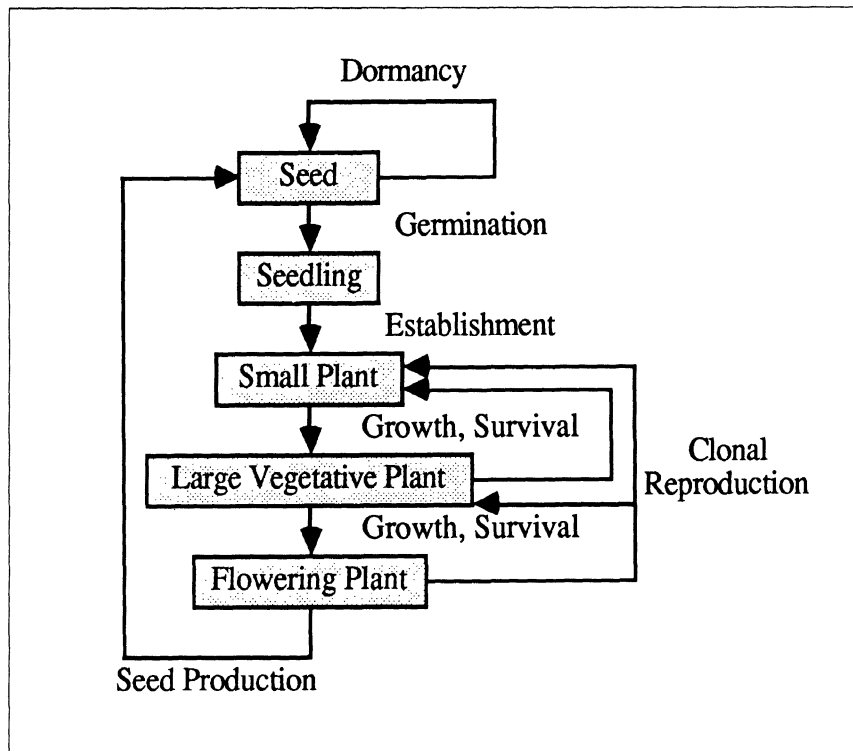 Dormancy
Seed
Germination
Seedling
Establishment
Small Plant
Growth, Survival
Clonal
Reproduction
Large Vegetative Plant
Growth, Survival
Flowering Plant
Seed Production